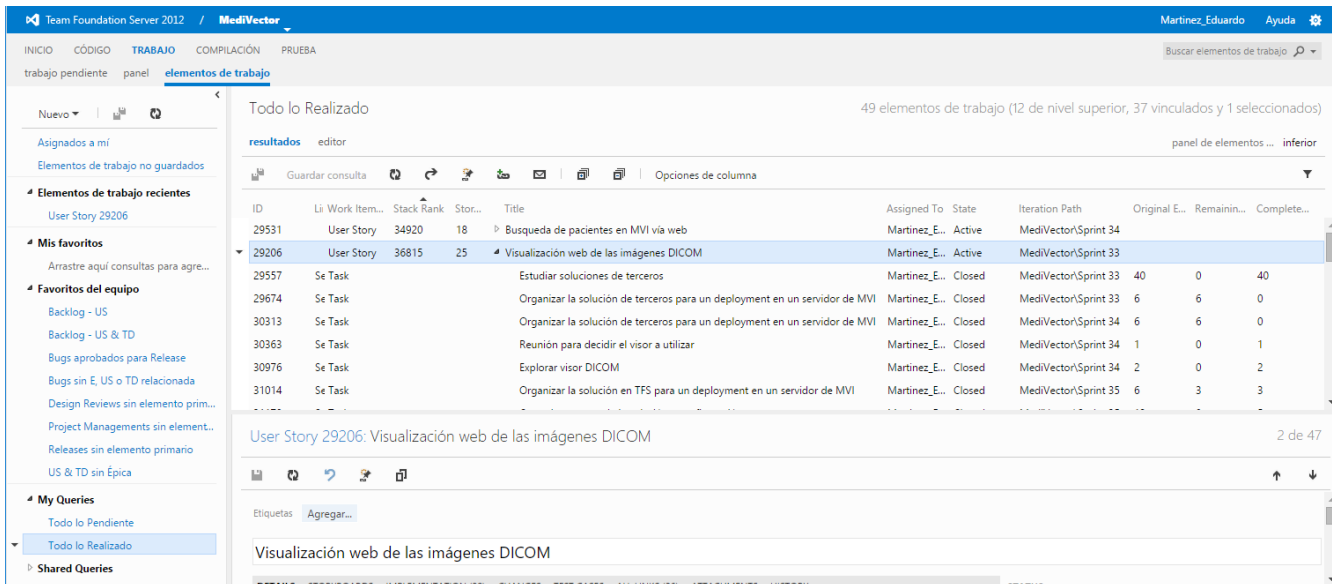 Team Foundation Server 2012 / MediVector Martinez_Eduardo Ayuda
INICIO CÓDIGO TRABAJO COMPILACIÓN PRUEBA Buscar elementos de trabajo
trabajo pendiente panel elementos de trabajo
Nuevo
Asignados a mí
Elementos de trabajo no guardados
Elementos de trabajo recientes
User Story 29206
Mis favoritos
Arrastre aquí consultas para agre...
Favoritos del equipo
Backlog - US
Backlog - US & TD
Bugs aprobados para Release
Bugs sin E, US o TD relacionada
Design Reviews sin elemento prim...
Project Managements sin element...
Releases sin elemento primario
US & TD sin Épica
My Queries
Todo lo Pendiente
Todo lo Realizado
Shared Queries
Todo lo Realizado 49 elementos de trabajo (12 de nivel superior, 37 vinculados y 1 seleccionados)
resultados editor panel de elementos ... inferior
Guardar consulta Opciones de columna
ID Li Work Item... Stack Rank Stor... Title Assigned To State Iteration Path Original E... Remainin... Complete...
29531 User Story 34920 18 Busqueda de pacientes en MVI vía web Martinez_E... Active MediVector\Sprint 34
29206 User Story 36815 25 Visualización web de las imágenes DICOM Martinez_E... Active MediVector\Sprint 33
29557 Se Task Estudiar soluciones de terceros Martinez_E... Closed MediVector\Sprint 33 40 0 40
29674 Se Task Organizar la solución de terceros para un deployment en un servidor de MVI Martinez_E... Closed MediVector\Sprint 33 6 6 0
30313 Se Task Organizar la solución de terceros para un deployment en un servidor de MVI Martinez_E... Closed MediVector\Sprint 34 6 6 0
30363 Se Task Reunión para decidir el visor a utilizar Martinez_E... Closed MediVector\Sprint 34 1 0 1
30976 Se Task Explorar visor DICOM Martinez_E... Closed MediVector\Sprint 34 2 0 2
31014 Se Task Organizar la solución en TFS para un deployment en un servidor de MVI Martinez_E... Closed MediVector\Sprint 35 6 3 3
User Story 29206: Visualización web de las imágenes DICOM 2 de 47
Etiquetas Agregar...
Visualización web de las imágenes DICOM